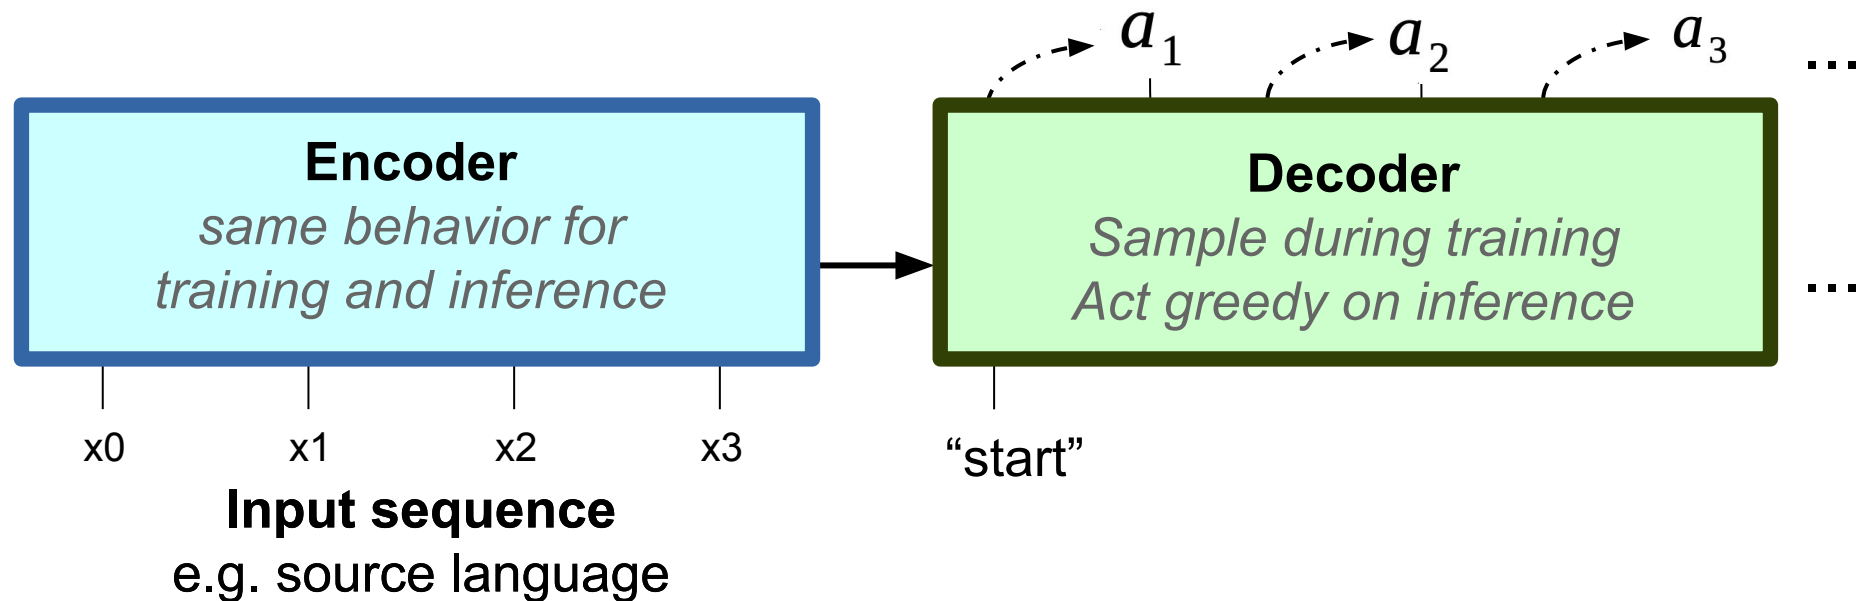 a1 a2 a3 ...
Encoder
same behavior for
training and inference
Decoder
Sample during training
Act greedy on inference
...
x0 x1 x2 x3
“start”
Input sequence
e.g. source language